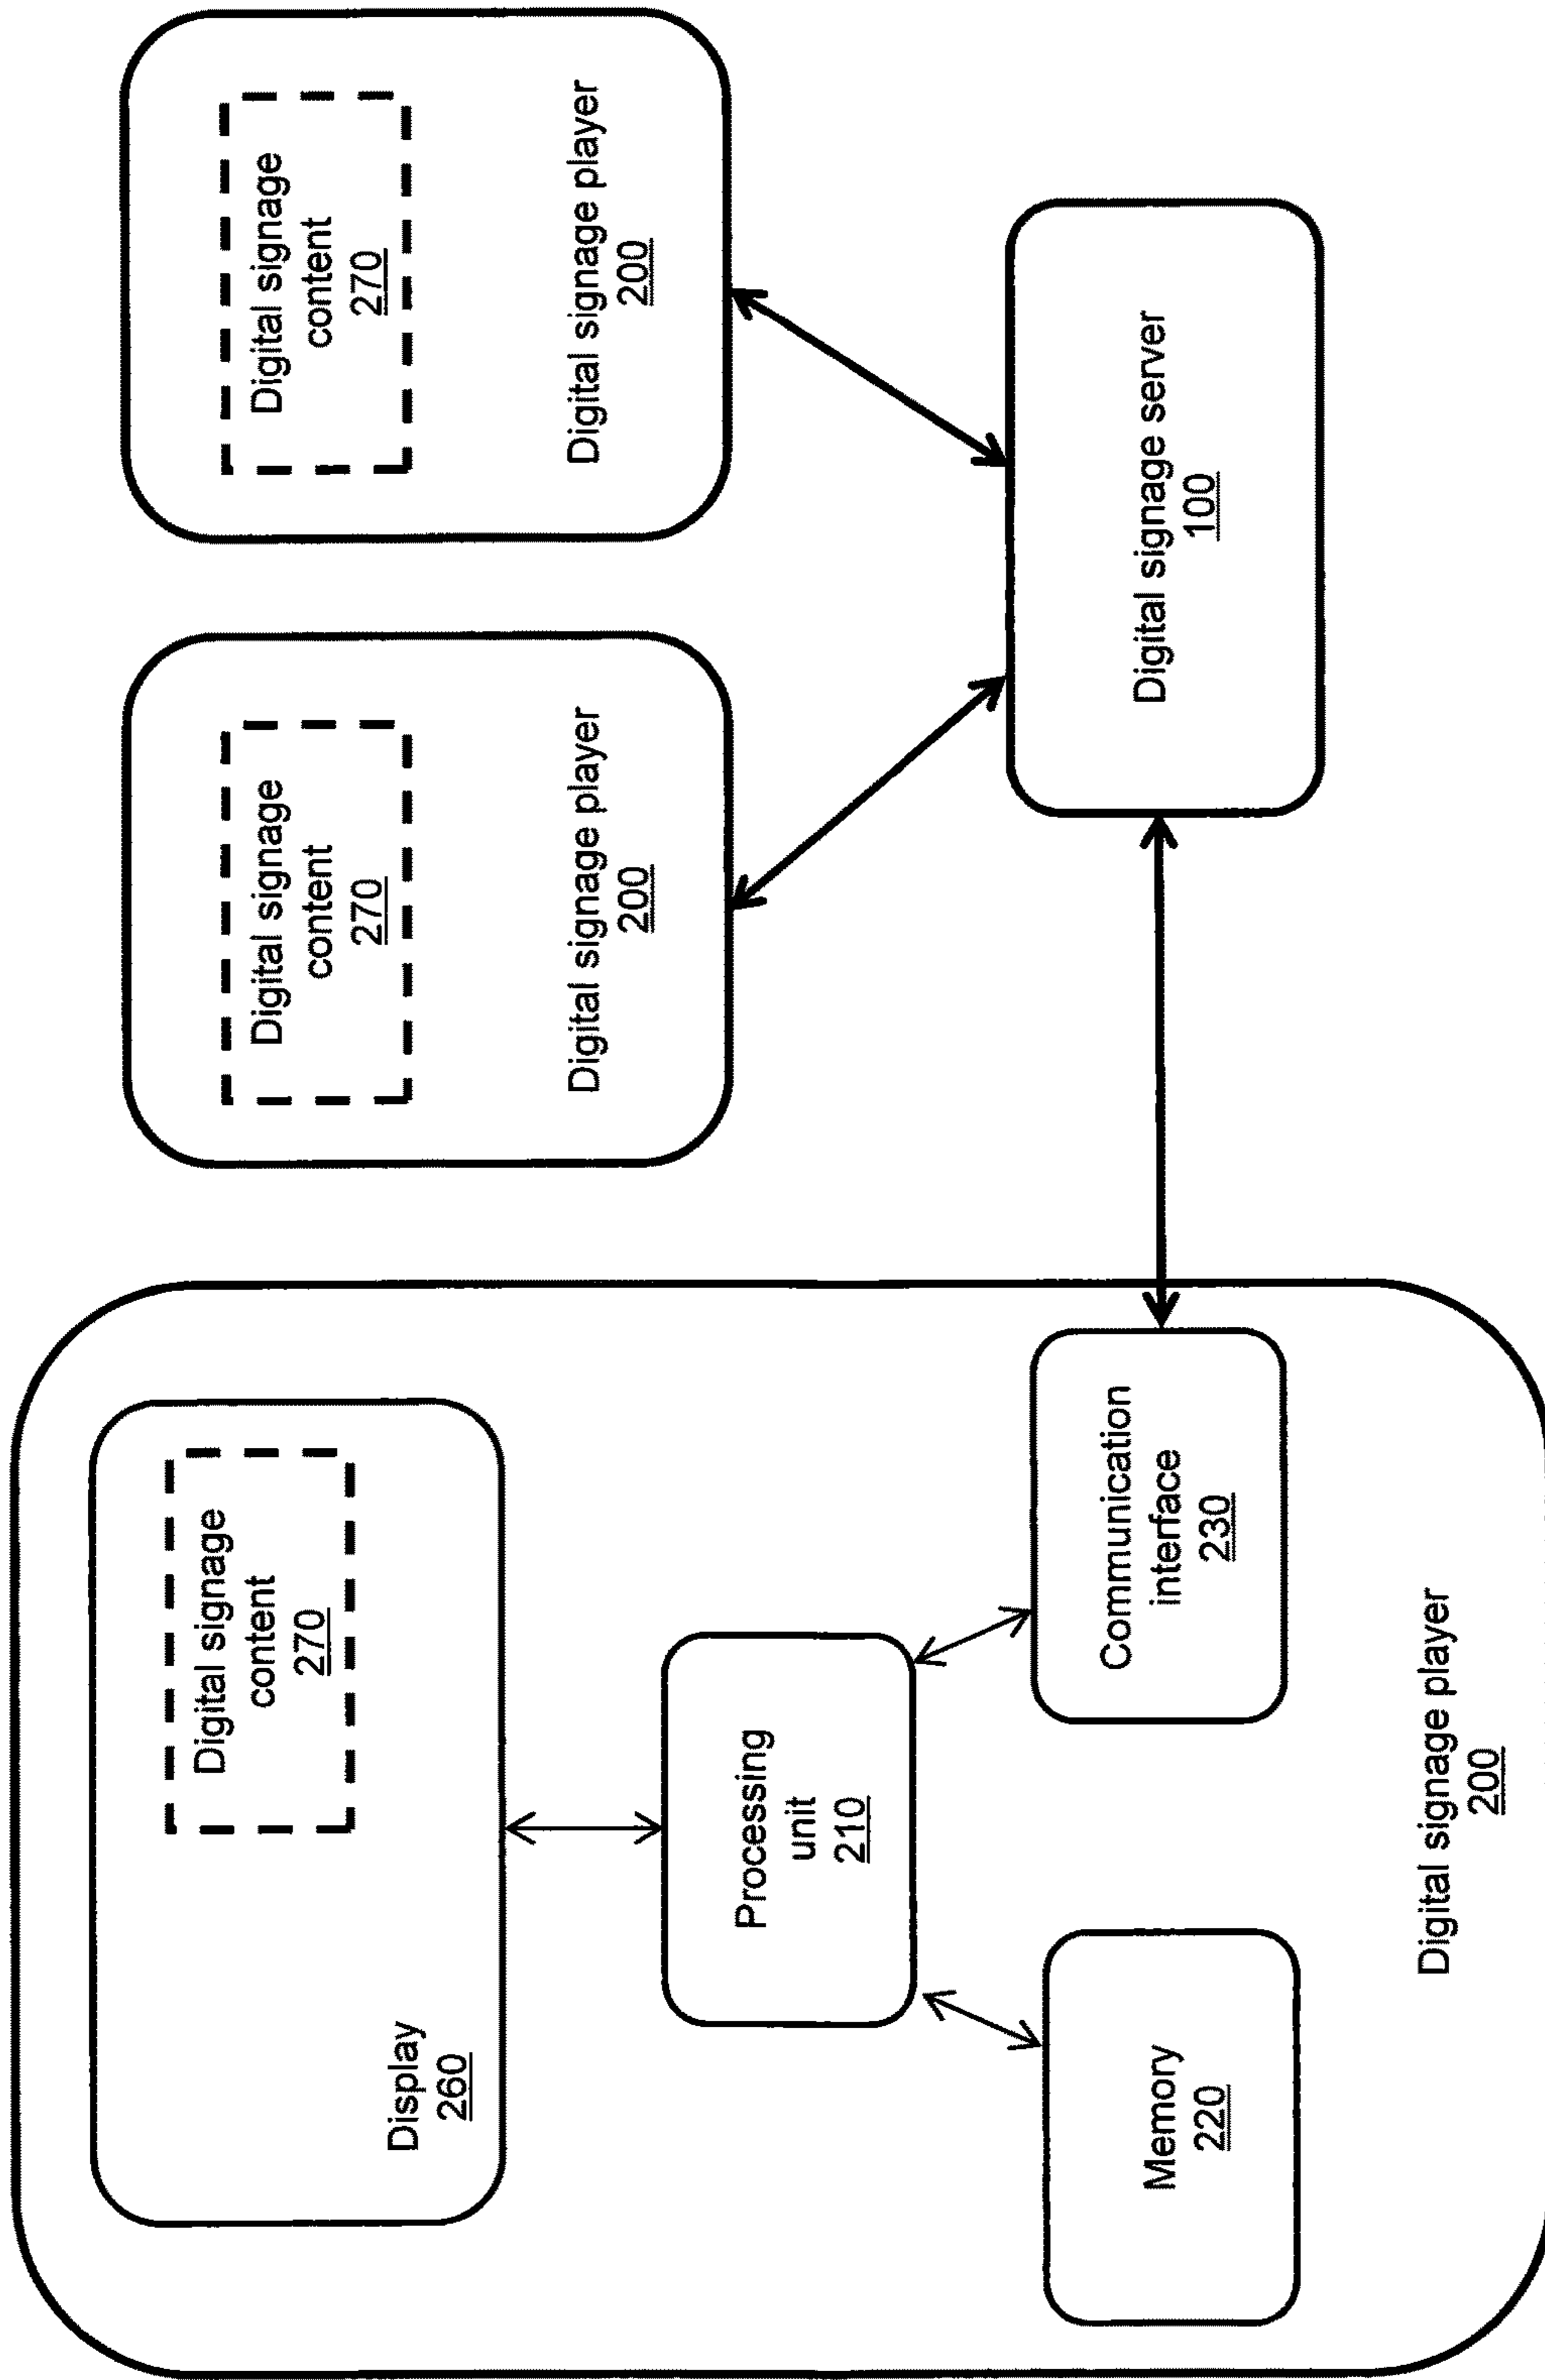 Digital signage
content
270
Display
260
Processing
unit
210
Memory
220
Communication
interface
230
Digital signage player
200
Digital signage
content
270
Digital signage player
200
Digital signage
content
270
Digital signage player
200
Digital signage server
100